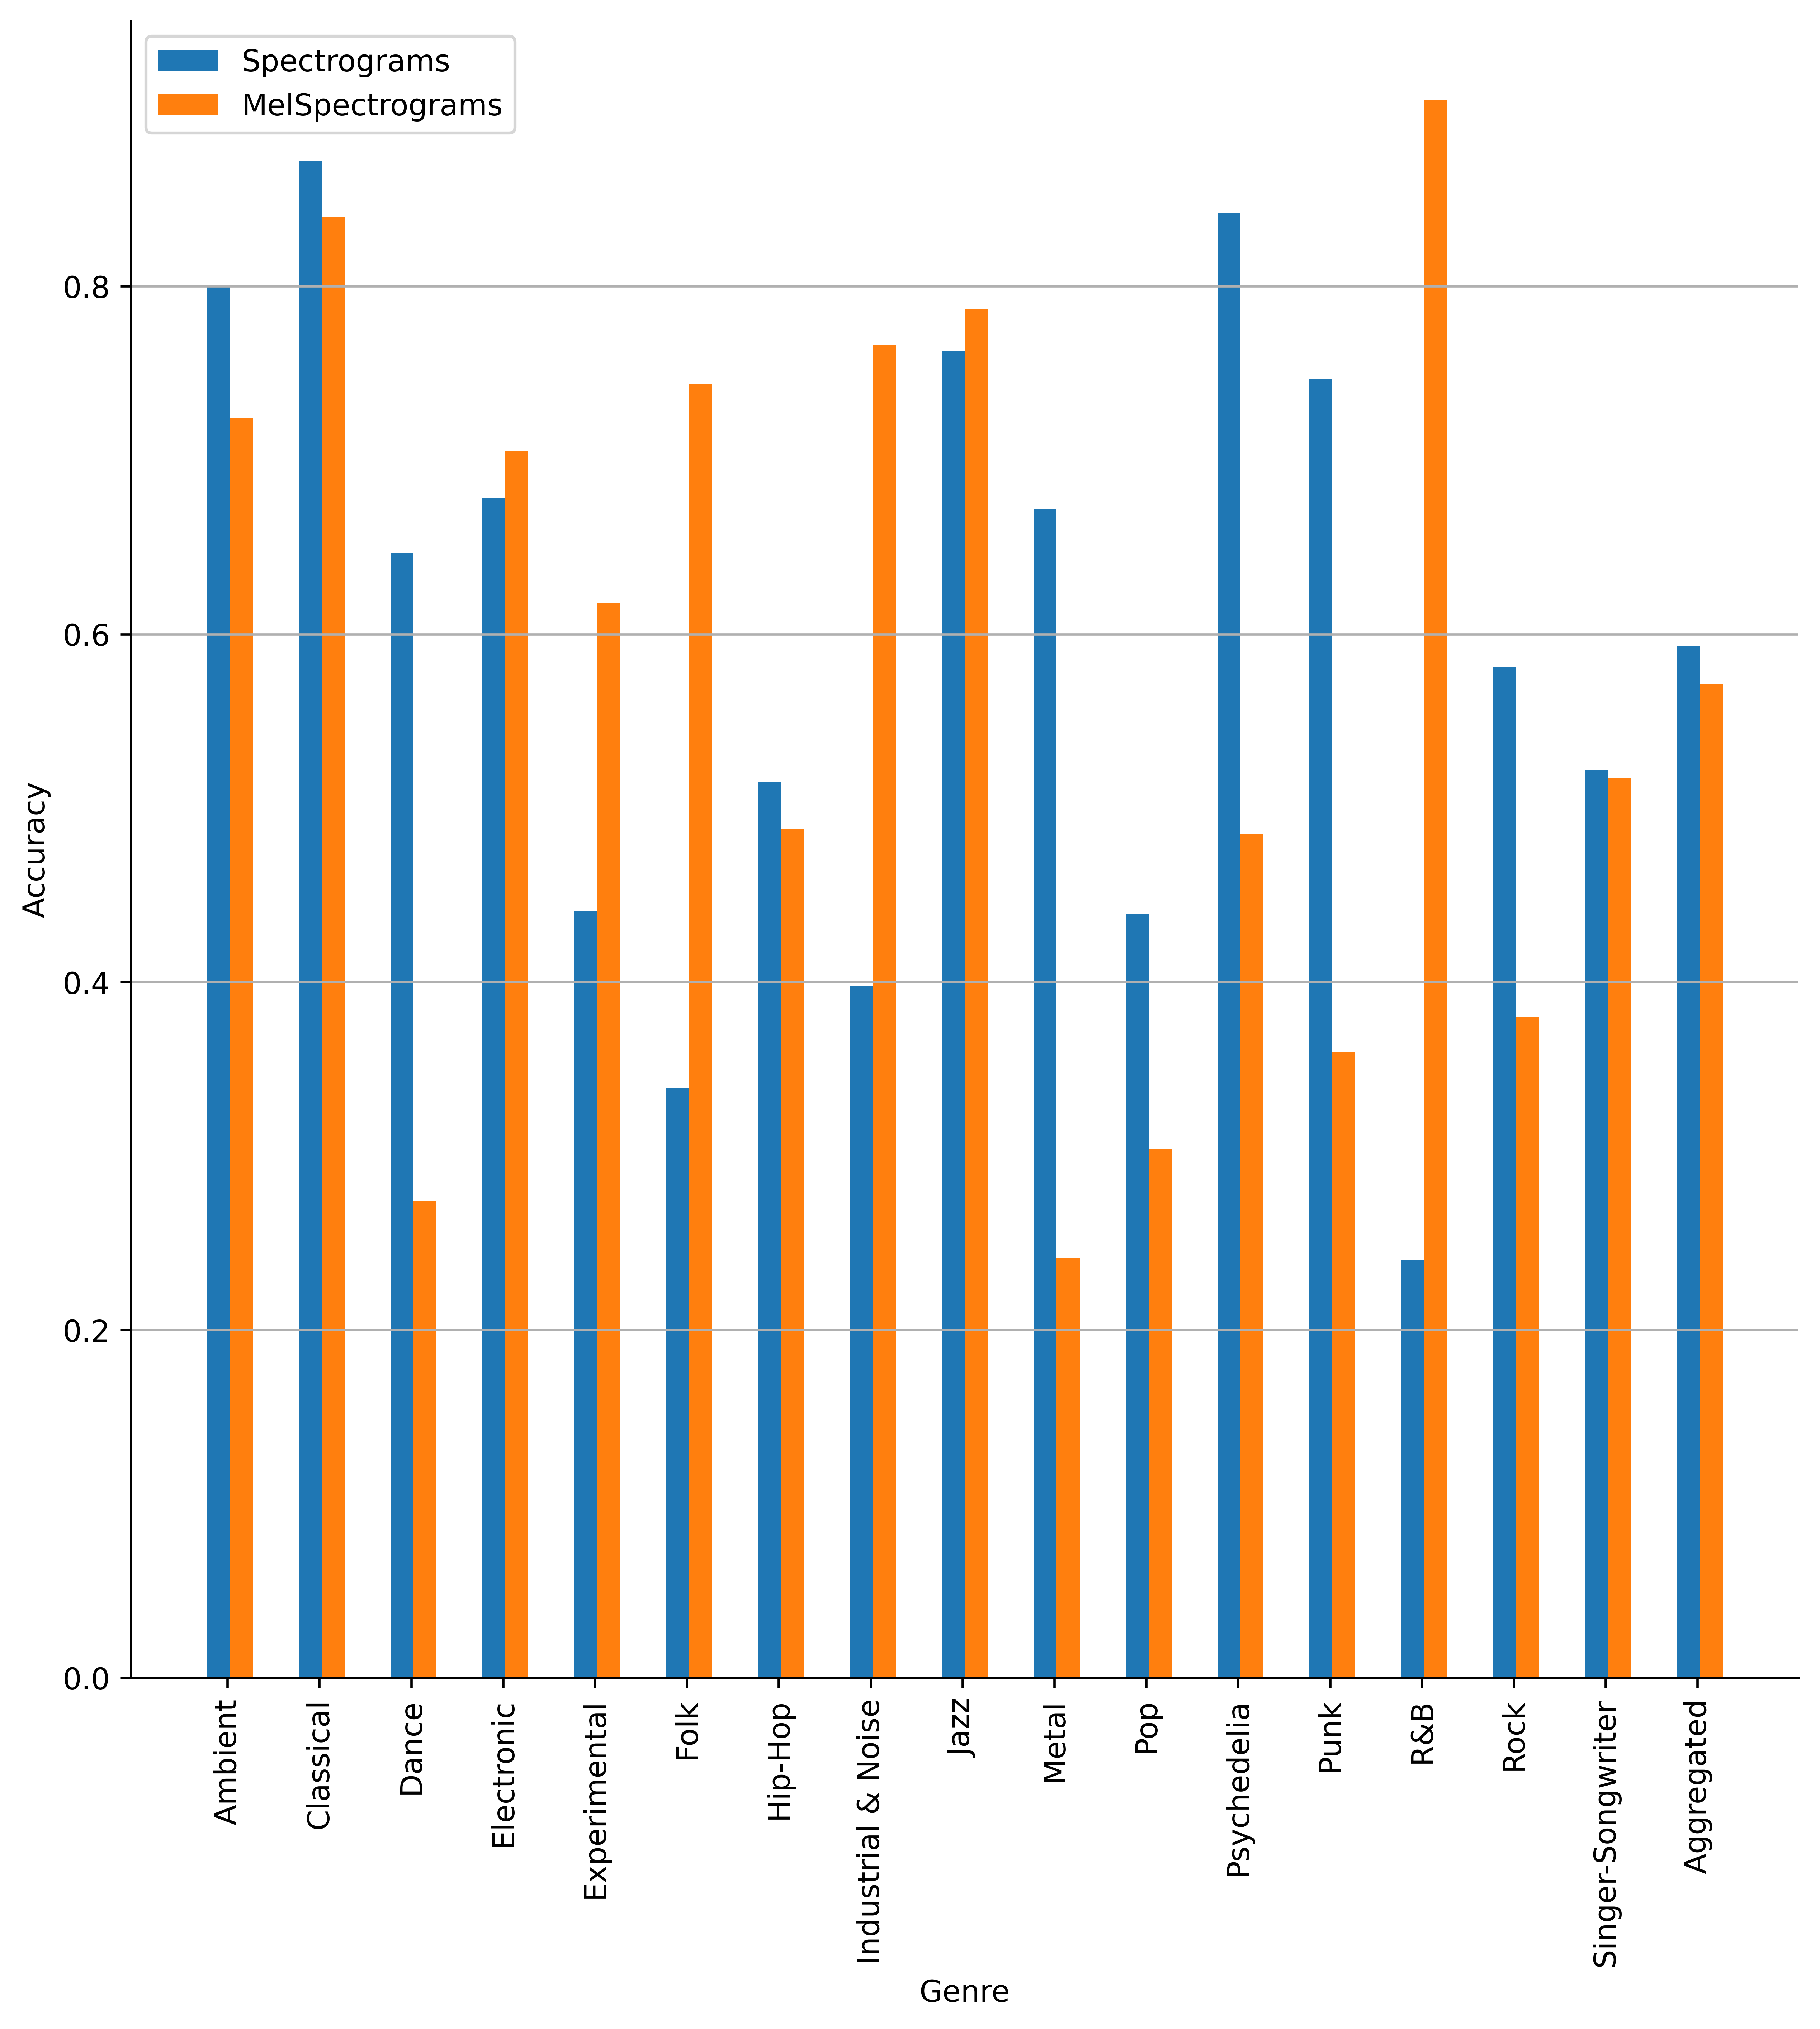 Spectrograms
MelSpectrograms
0.8
0.6
0.4
0.2
0.0
Accuracy
Ambient
Classical
Dance
Electronic
Experimental
Folk
Hip-Hop
Industrial & Noise
Jazz
Metal
Pop
Psychedelia
Punk
R&B
Rock
Singer-Songwriter
Aggregated
Genre